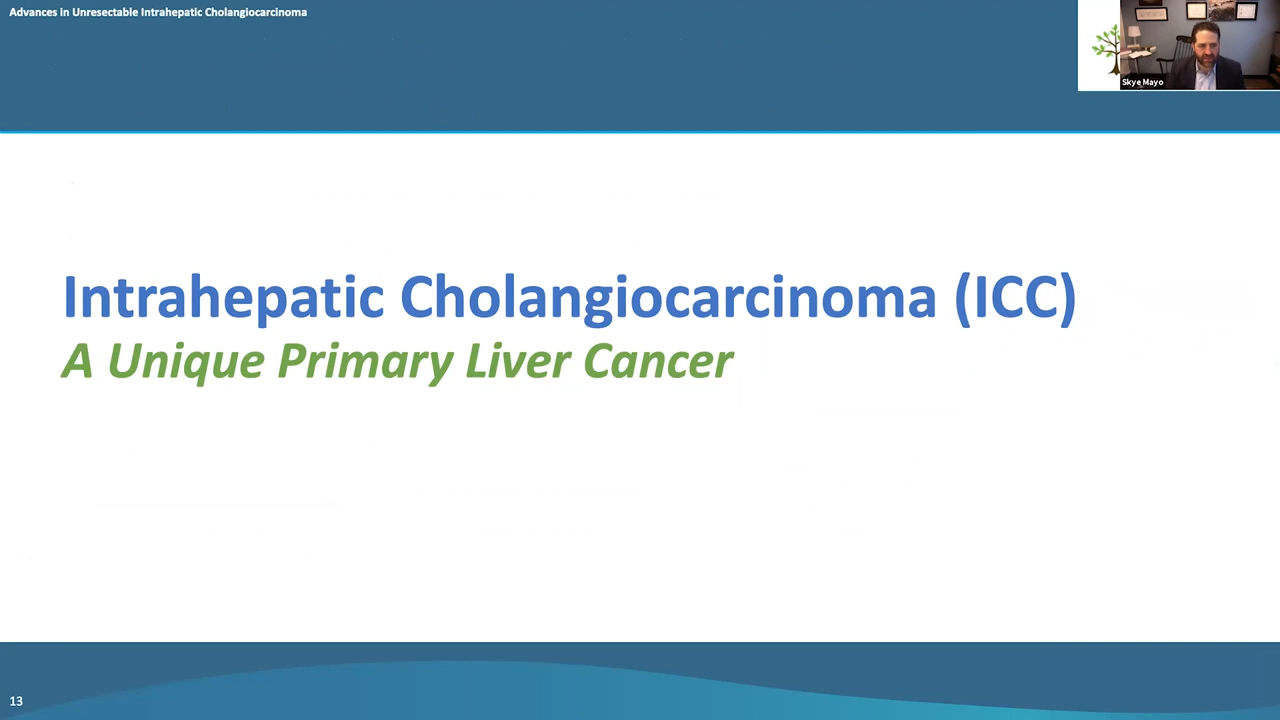 Advances in Unresectable Intrahepatic Cholangiocarcinoma
Skye Mayo
Intrahepatic Cholangiocarcinoma (ICC)
A Unique Primary Liver Cancer
13